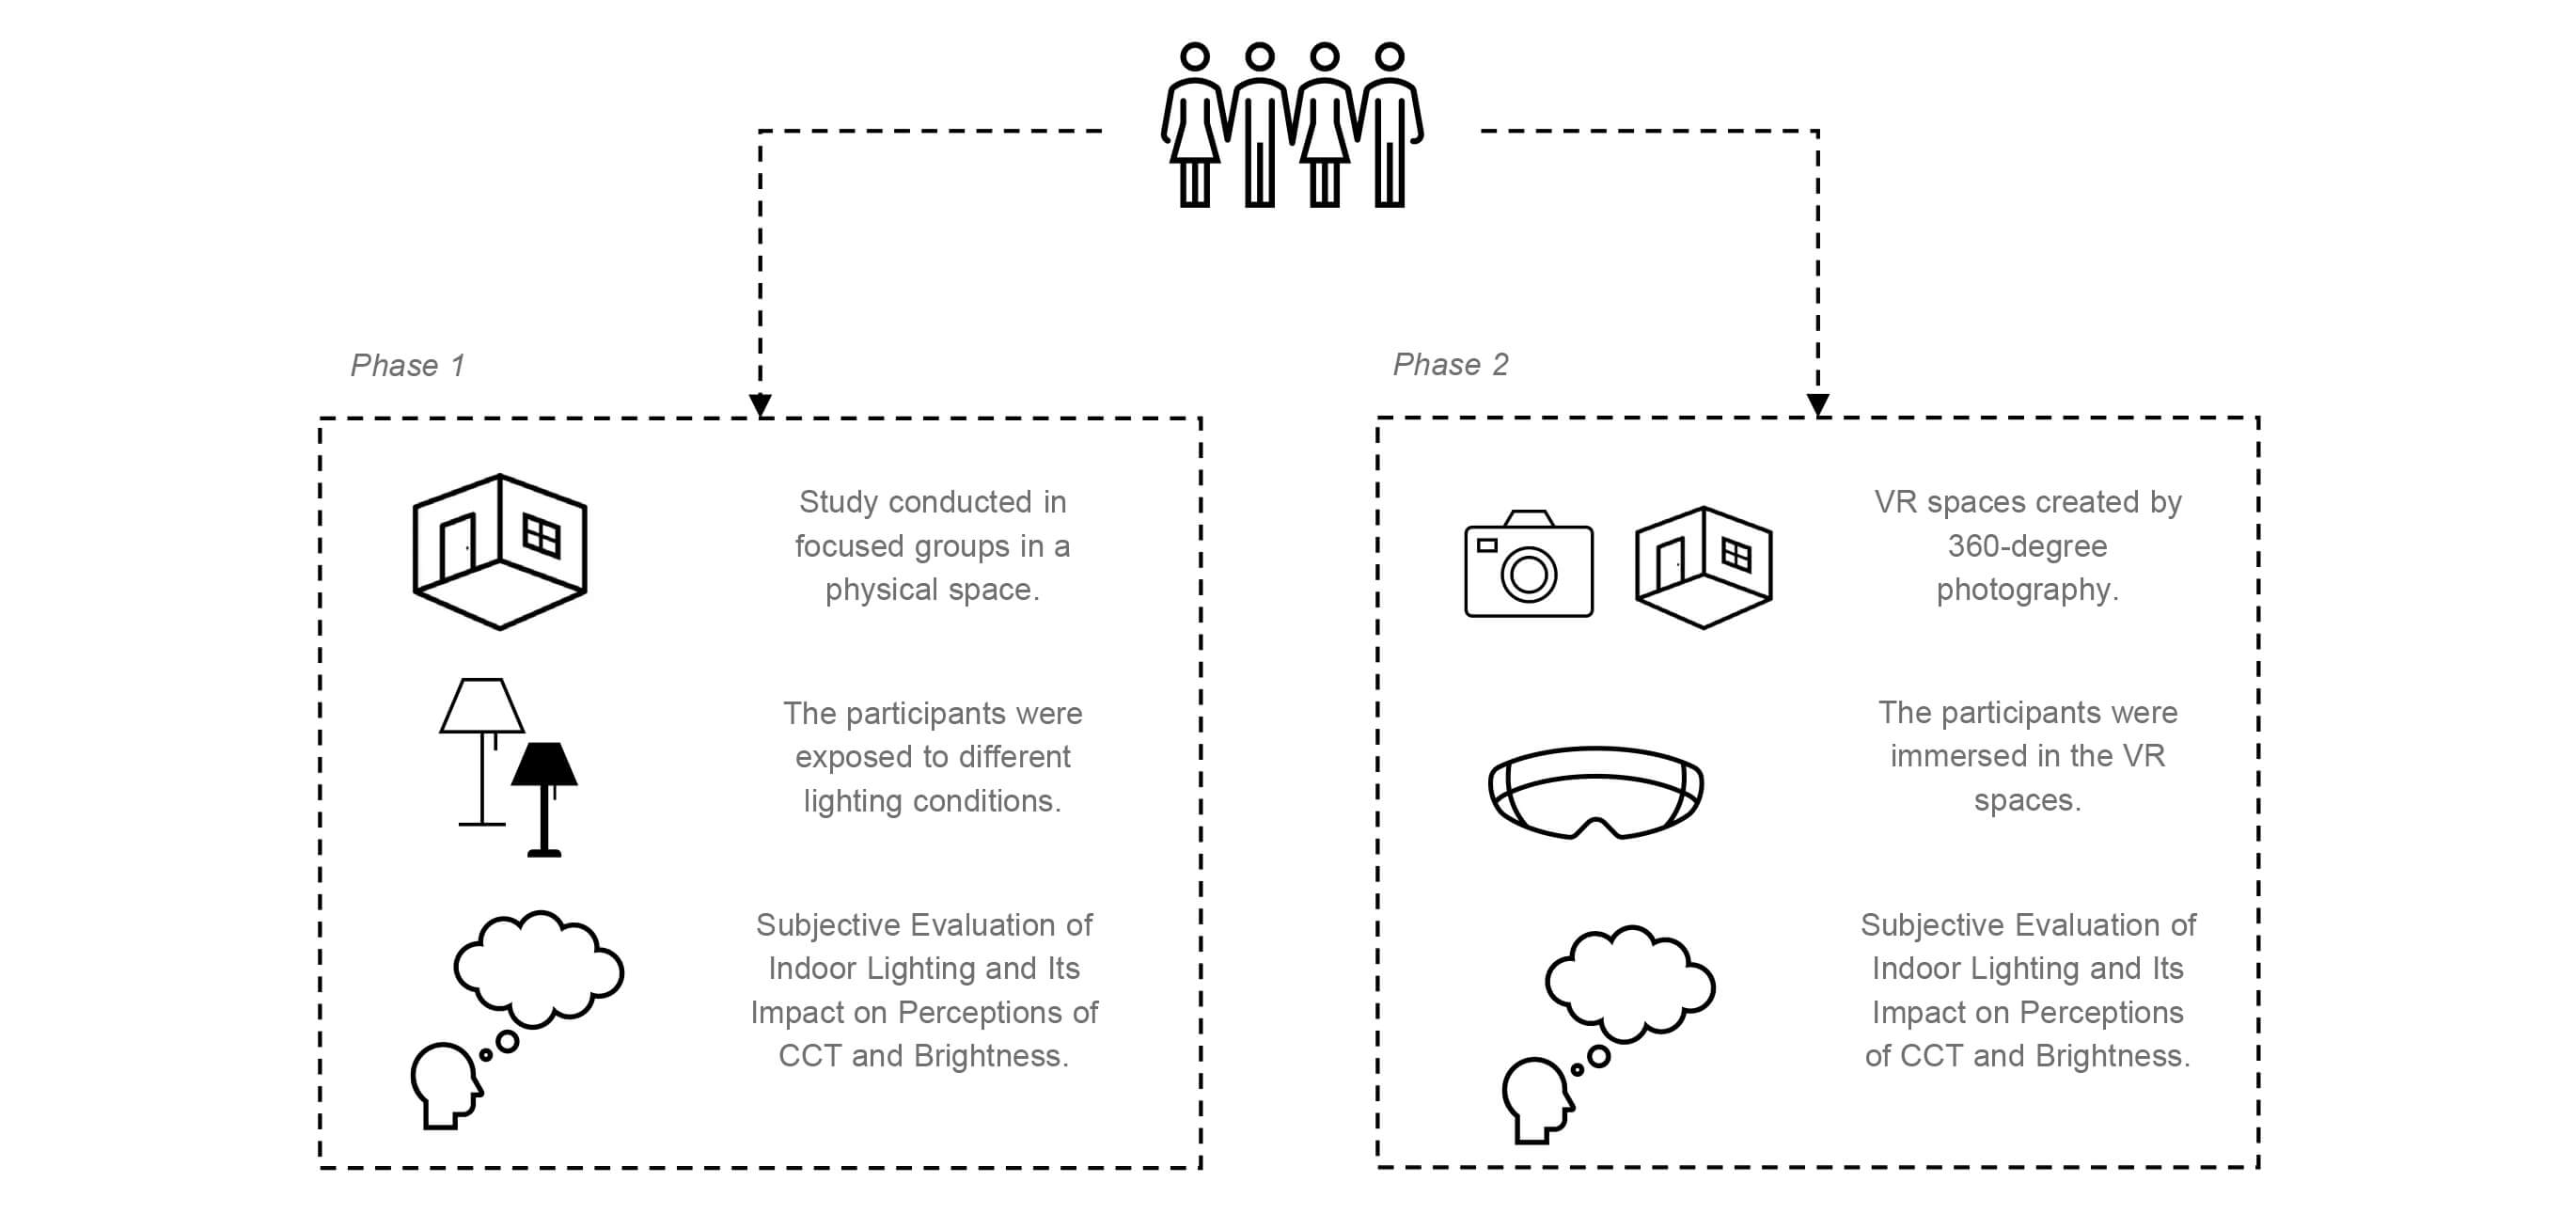 Phase 1
Study conducted in
focused groups in a
physical space.
The participants were
exposed to different
lighting conditions.
Subjective Evaluation of
Indoor Lighting and Its
Impact on Perceptions of
CCT and Brightness.
Phase 2
VR spaces created by
360-degree
photography.
The participants were
immersed in the VR
spaces.
Subjective Evaluation of
Indoor Lighting and Its
Impact on Perceptions
of CCT and Brightness.